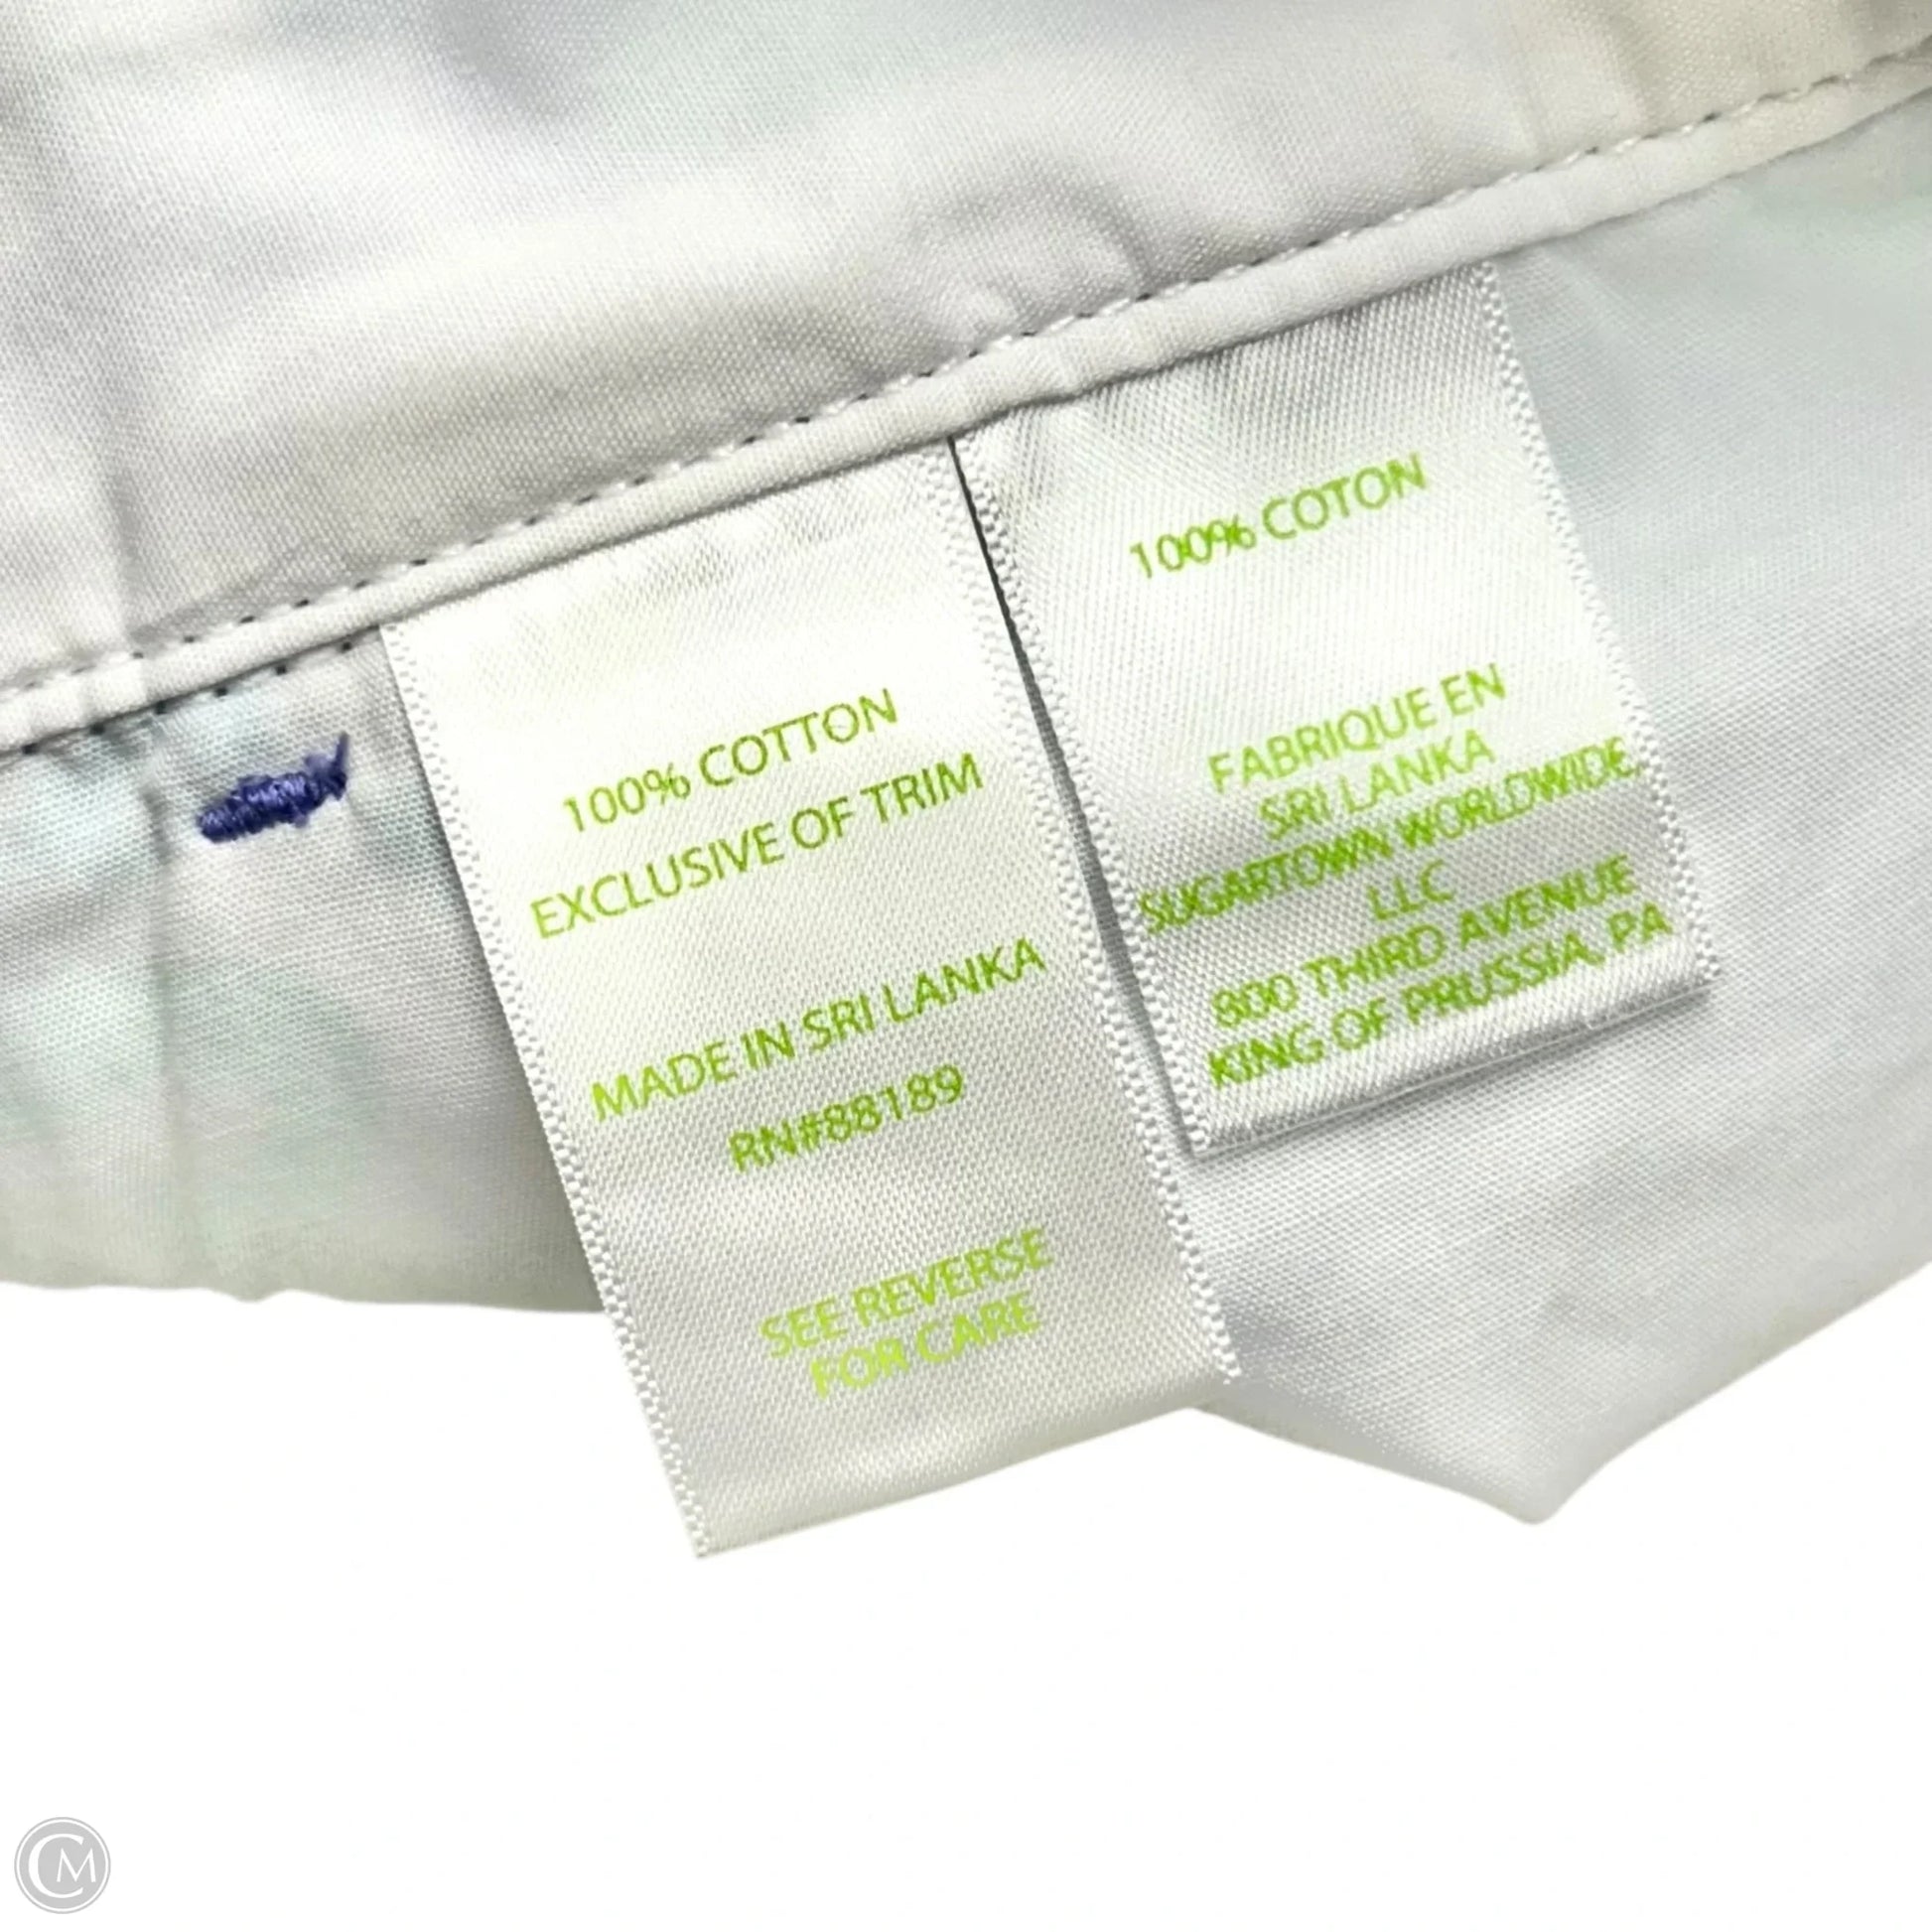 100% COTTON
EXCLUSIVE OF TRIM
MADE IN SRI LANKA
RN#88189
SEE REVERSE
FOR CARE
100% COTON
FABRIQUE EN
SRI LANKA
SUGARTOWN WORLDWIDE
LLC
800 THIRD AVENUE
KING OF PRUSSIA, PA
CM